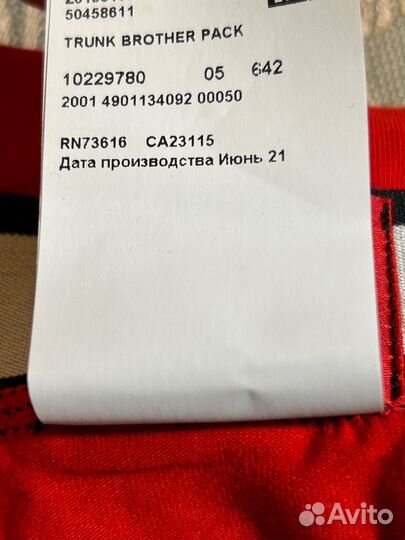 50458611
TRUNK BROTHER PACK
10229780 05 642
2001 4901134092 00050
RN73616 CA23115
Дата производства Июнь 21
Avito